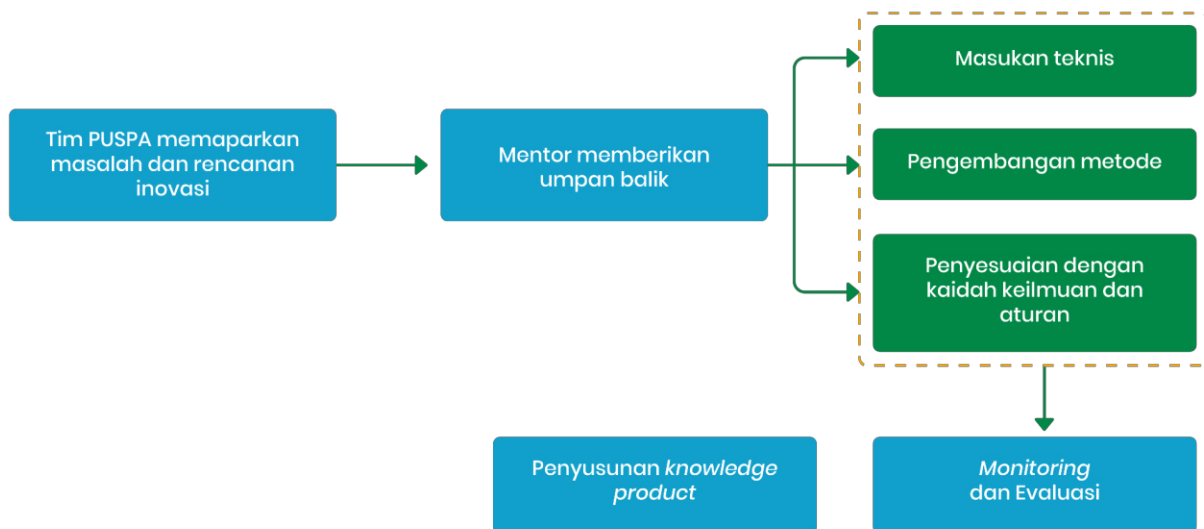 Tim PUSPA memaparkan
masalah dan rencanan
inovasi
Mentor memberikan
umpan balik
Masukan teknis
Pengembangan metode
Penyesuaian dengan
kaidah keilmuan dan
aturan
Penyusunan knowledge
product
Monitoring
dan Evaluasi